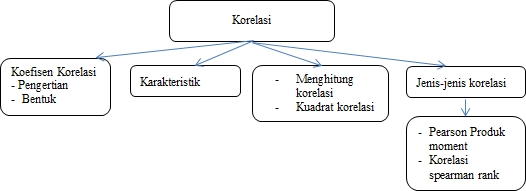 Korelasi
Koefisen Korelasi
- Pengertian
- Bentuk
Karakteristik
- Menghitung
korelasi
- Kuadrat korelasi
Jenis-jenis korelasi
- Pearson Produk
moment
- Korelasi
spearman rank